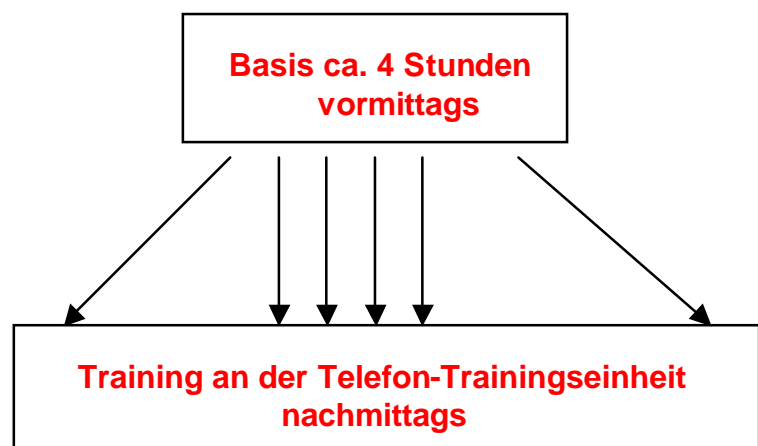 Basis ca. 4 Stunden
vormittags
Training an der Telefon-Trainingseinheit
nachmittags